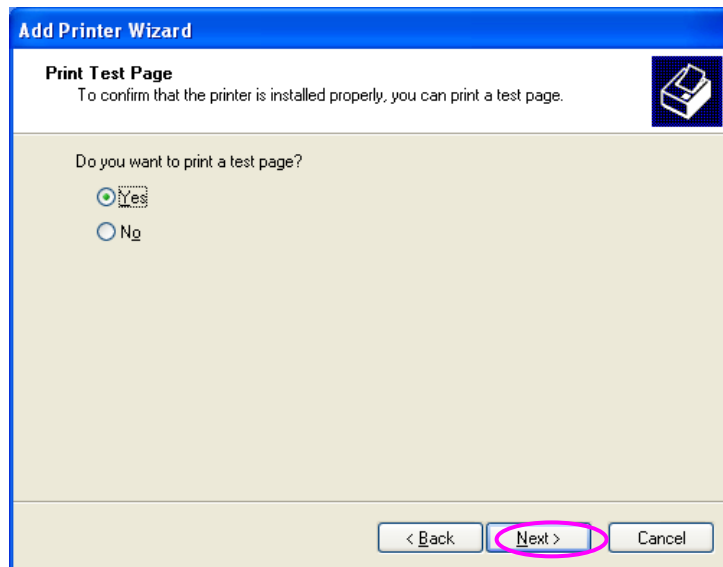 Add Printer Wizard
Print Test Page
To confirm that the printer is installed properly, you can print a test page.
Do you want to print a test page?
Yes
No
< Back Next > Cancel